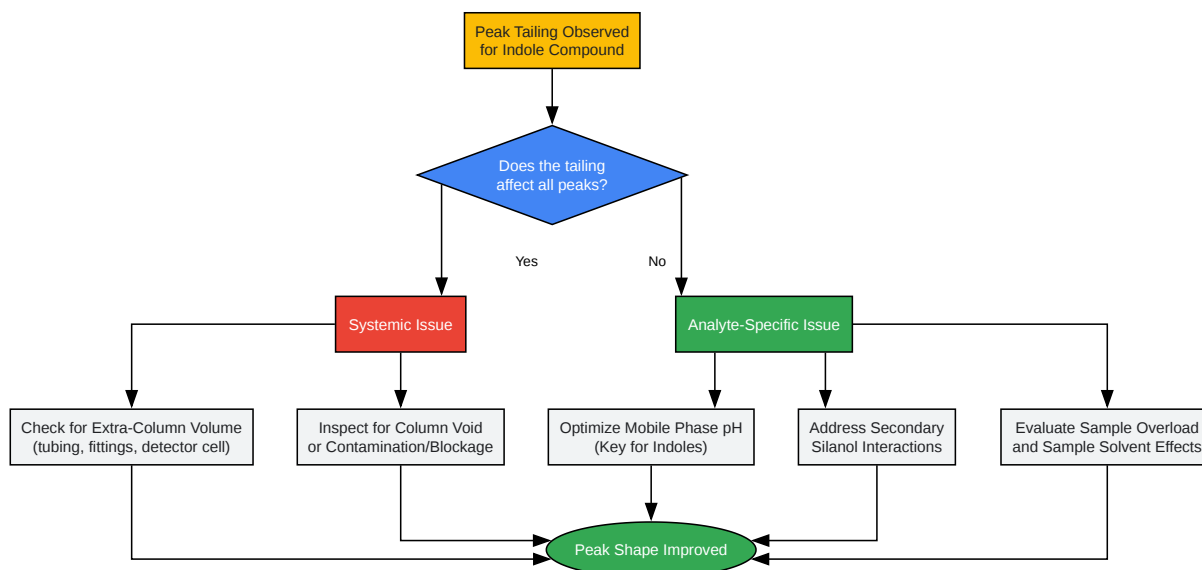 Peak Tailing Observed
for Indole Compound
Does the tailing
affect all peaks?
Yes
No
Systemic Issue
Analyte-Specific Issue
Check for Extra-Column Volume
(tubing, fittings, detector cell)
Inspect for Column Void
or Contamination/Blockage
Optimize Mobile Phase pH
(Key for Indoles)
Address Secondary
Silanol Interactions
Evaluate Sample Overload
and Sample Solvent Effects
Peak Shape Improved